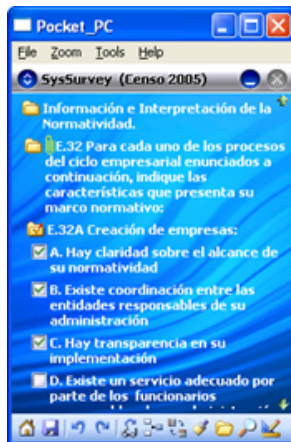 Pocket_PC
File Zoom Tools Help
SysSurvey (Censo 2005)
Información e Interpretación de la
Normatividad.
E.32 Para cada uno de los procesos
del ciclo empresarial enunciados a
continuación, indique las
características que presenta su
marco normativo:
E.32A Creación de empresas:
A. Hay claridad sobre el alcance de
su normatividad
B. Existe coordinación entre las
entidades responsables de su
administración
C. Hay transparencia en su
implementación
D. Existe un servicio adecuado por
parte de los funcionarios